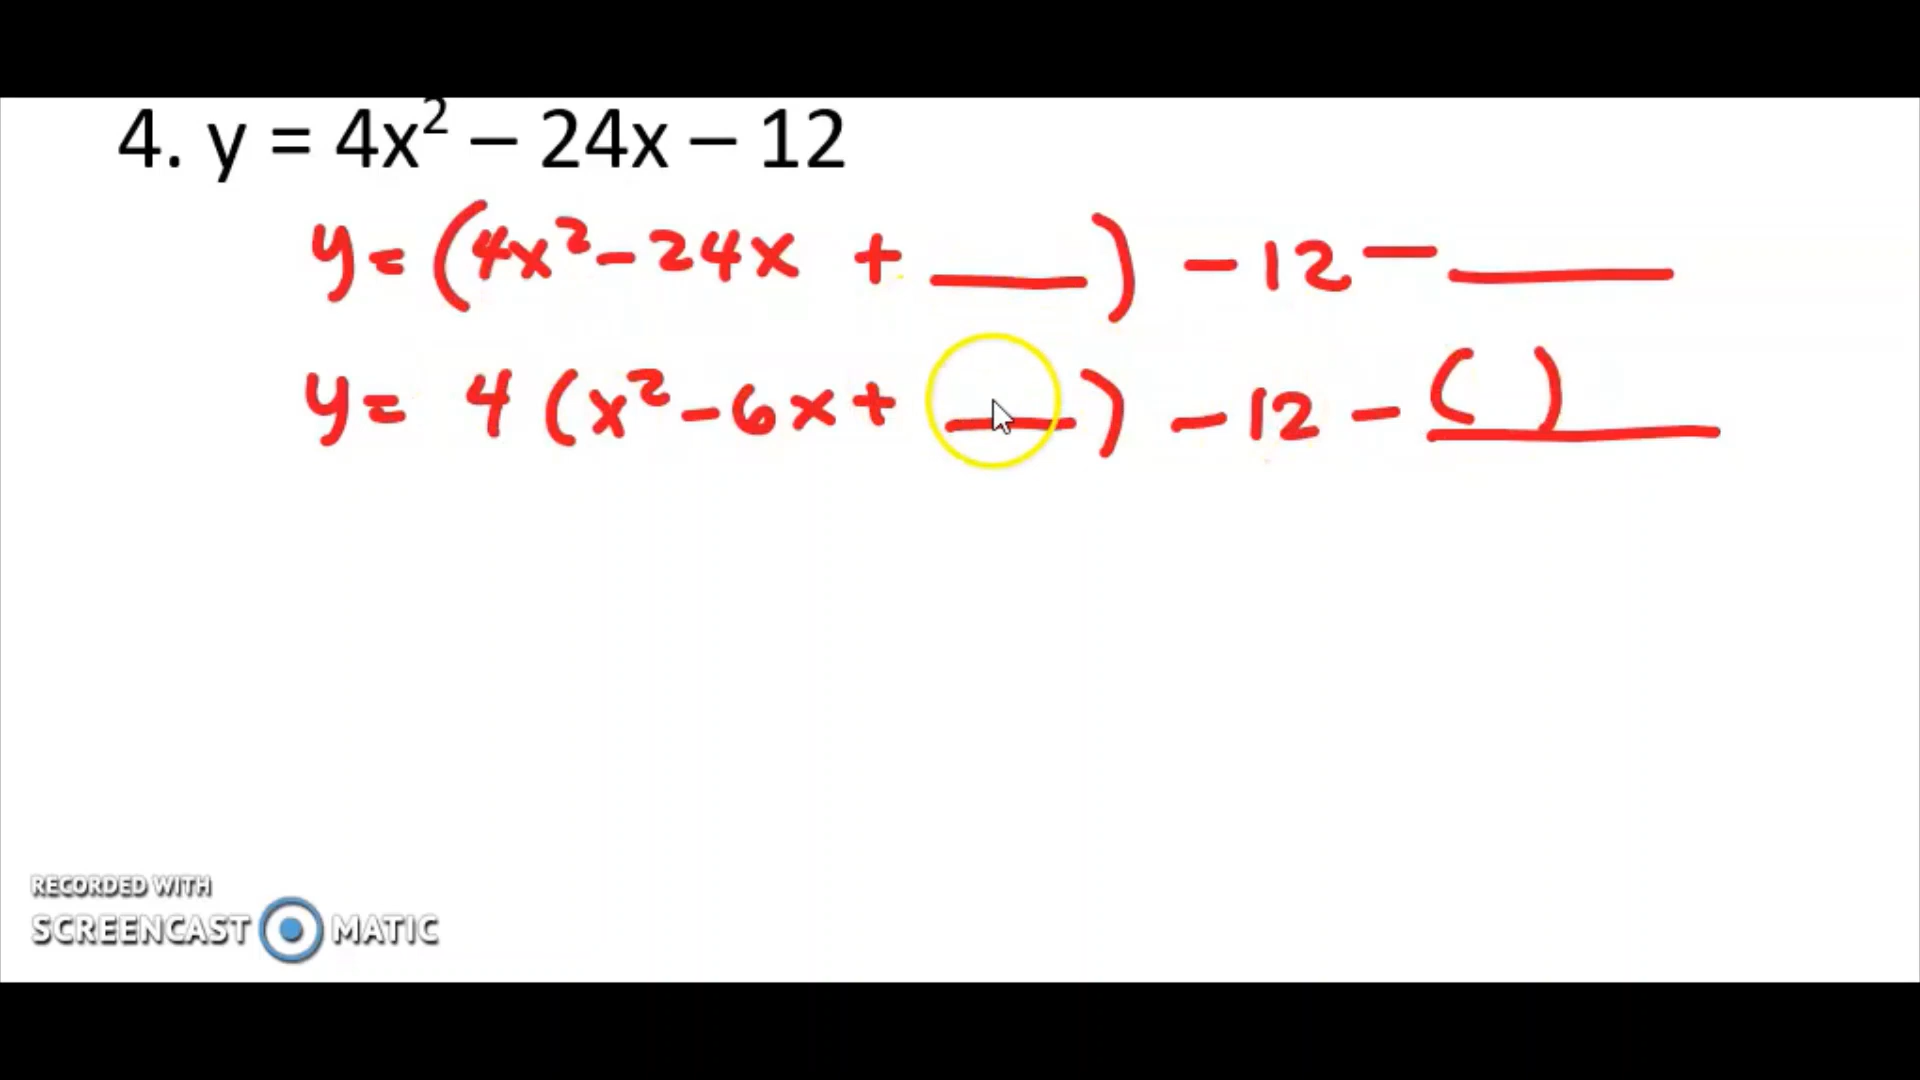 4. y = 4x² – 24x – 12
y = (4x² - 24x + ___) - 12 - ___
y = 4 (x² - 6x + ___) - 12 - ( )___
RECORDED WITH
SCREENCAST MATIC